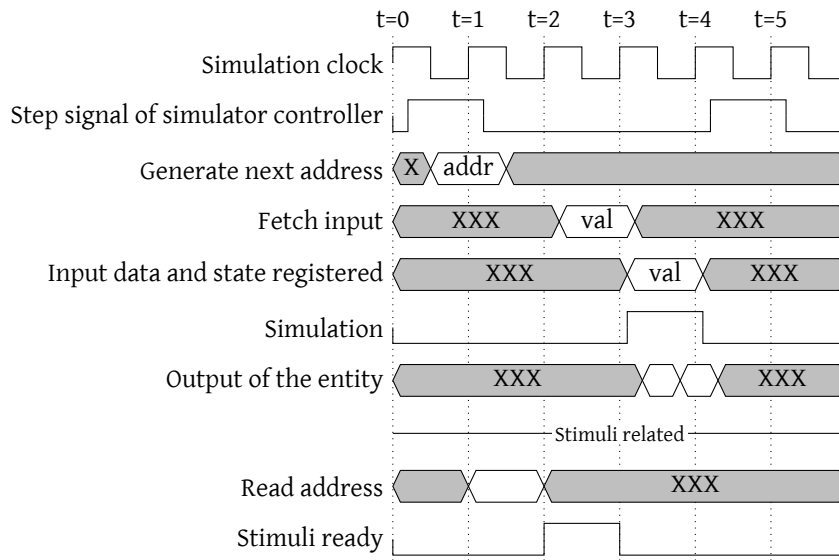 t=0 t=1 t=2 t=3 t=4 t=5
Simulation clock
Step signal of simulator controller
Generate next address X addr
Fetch input XXX val XXX
Input data and state registered XXX val XXX
Simulation
Output of the entity XXX XXX
Stimuli related
Read address XXX
Stimuli ready